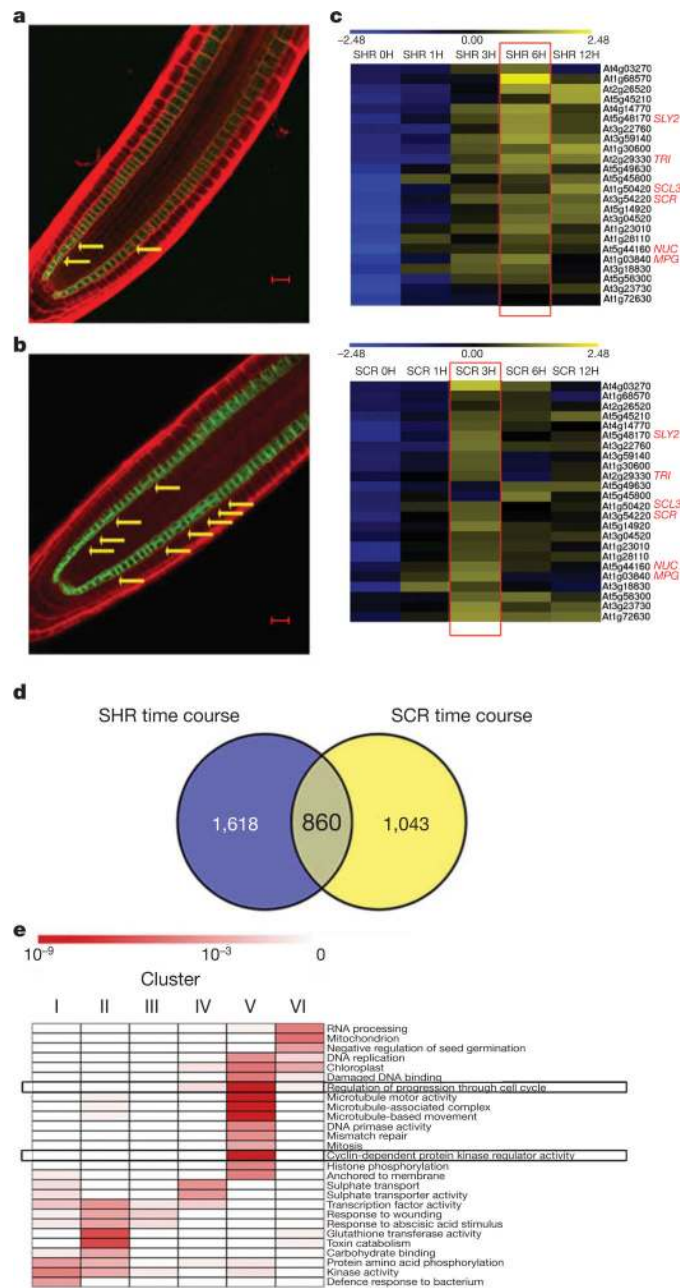 a
b
c
−2.48 0.00 2.48
SHR 0H SHR 1H SHR 3H SHR 6H SHR 12H
At4g03270
At1g68570
At2g26520
At5g45210
At4g14770
At5g48170 SLY2
At3g22760
At3g59140
At1g30600
At2g29330 TRI
At5g49630
At5g45800
At1g50420 SCL3
At3g54220 SCR
At5g14920
At3g04520
At1g23010
At1g28110
At5g44160 NUC
At1g03840 MPG
At3g18830
At5g56300
At3g23730
At1g72630
−2.48 0.00 2.48
SCR 0H SCR 1H SCR 3H SCR 6H SCR 12H
At4g03270
At1g68570
At2g26520
At5g45210
At4g14770
At5g48170 SLY2
At3g22760
At3g59140
At1g30600
At2g29330 TRI
At5g49630
At5g45800
At1g50420 SCL3
At3g54220 SCR
At5g14920
At3g04520
At1g23010
At1g28110
At5g44160 NUC
At1g03840 MPG
At3g18830
At5g56300
At3g23730
At1g72630
d
SHR time course SCR time course
1,618 860 1,043
e
10−9 10−3 0
Cluster
I II III IV V VI
RNA processing
Mitochondrion
Negative regulation of seed germination
DNA replication
Chloroplast
Damaged DNA binding
Regulation of progression through cell cycle
Microtubule motor activity
Microtubule-associated complex
Microtubule-based movement
DNA primase activity
Mismatch repair
Mitosis
Cyclin-dependent protein kinase regulator activity
Histone phosphorylation
Anchored to membrane
Sulphate transport
Sulphate transporter activity
Transcription factor activity
Response to wounding
Response to abscisic acid stimulus
Glutathione transferase activity
Toxin catabolism
Carbohydrate binding
Protein amino acid phosphorylation
Kinase activity
Defence response to bacterium